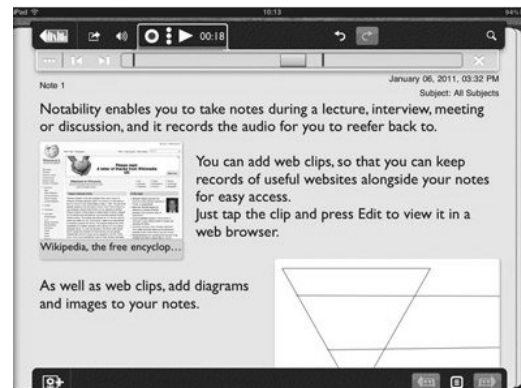 iPad
10:13
94%
00:18
Note 1
January 06, 2011, 03:32 PM
Subject: All Subjects
Notability enables you to take notes during a lecture, interview, meeting
or discussion, and it records the audio for you to reefer back to.
You can add web clips, so that you can keep
records of useful websites alongside your notes
for easy access.
Just tap the clip and press Edit to view it in a
web browser.
Wikipedia, the free encyclop...
As well as web clips, add diagrams
and images to your notes.